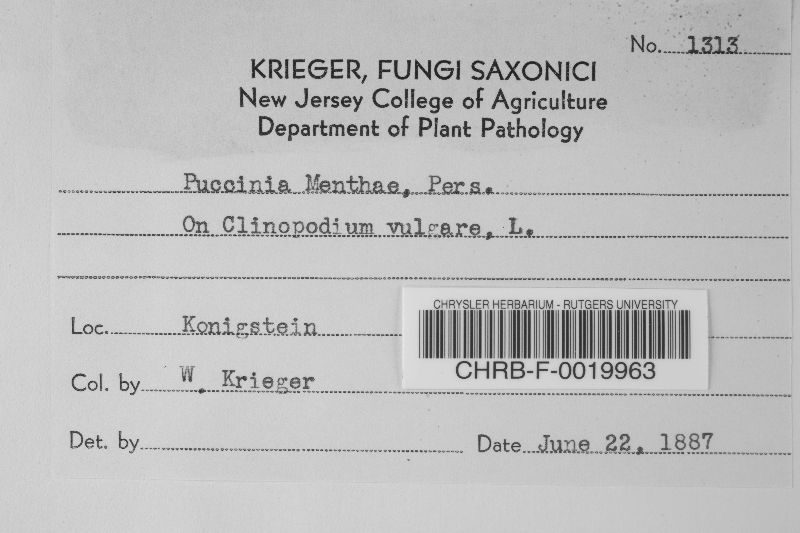 No. 1313
KRIEGER, FUNGI SAXONICI
New Jersey College of Agriculture
Department of Plant Pathology
Puccinia Menthae, Pers.
On Clinopodium vulgare, L.
CHRYSLER HERBARIUM - RUTGERS UNIVERSITY
CHRB-F-0019963
Loc. Konigstein
Col. by W. Krieger
Det. by
Date June 22, 1887